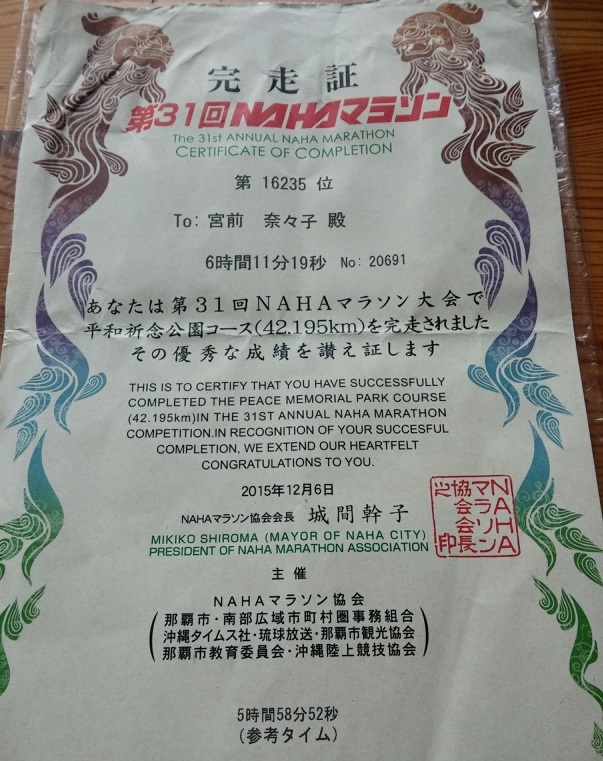 完走証
第31回NAHAマラソン
The 31st ANNUAL NAHA MARATHON
CERTIFICATE OF COMPLETION
第 16235 位
To: 宮前 奈々子 殿
6時間11分19秒 No: 20691
あなたは第31回NAHAマラソン大会で
平和祈念公園コース(42.195km)を完走されました
その優秀な成績を讃え証します
THIS IS TO CERTIFY THAT YOU HAVE SUCCESSFULLY
COMPLETED THE PEACE MEMORIAL PARK COURSE
(42.195km)IN THE 31ST ANNUAL NAHA MARATHON
COMPETITION.IN RECOGNITION OF YOUR SUCCESFUL
COMPLETION, WE EXTEND OUR HEARTFELT
CONGRATULATIONS TO YOU.
2015年12月6日
NAHAマラソン協会会長 城間幹子
MIKIKO SHIROMA (MAYOR OF NAHA CITY)
PRESIDENT OF NAHA MARATHON ASSOCIATION
NAHA
マラソン
協会会長
之印
主催
NAHAマラソン協会
(那覇市・南部広域市町村圏事務組合
沖縄タイムス社・琉球放送・那覇市観光協会
那覇市教育委員会・沖縄陸上競技協会)
5時間58分52秒
(参考タイム)